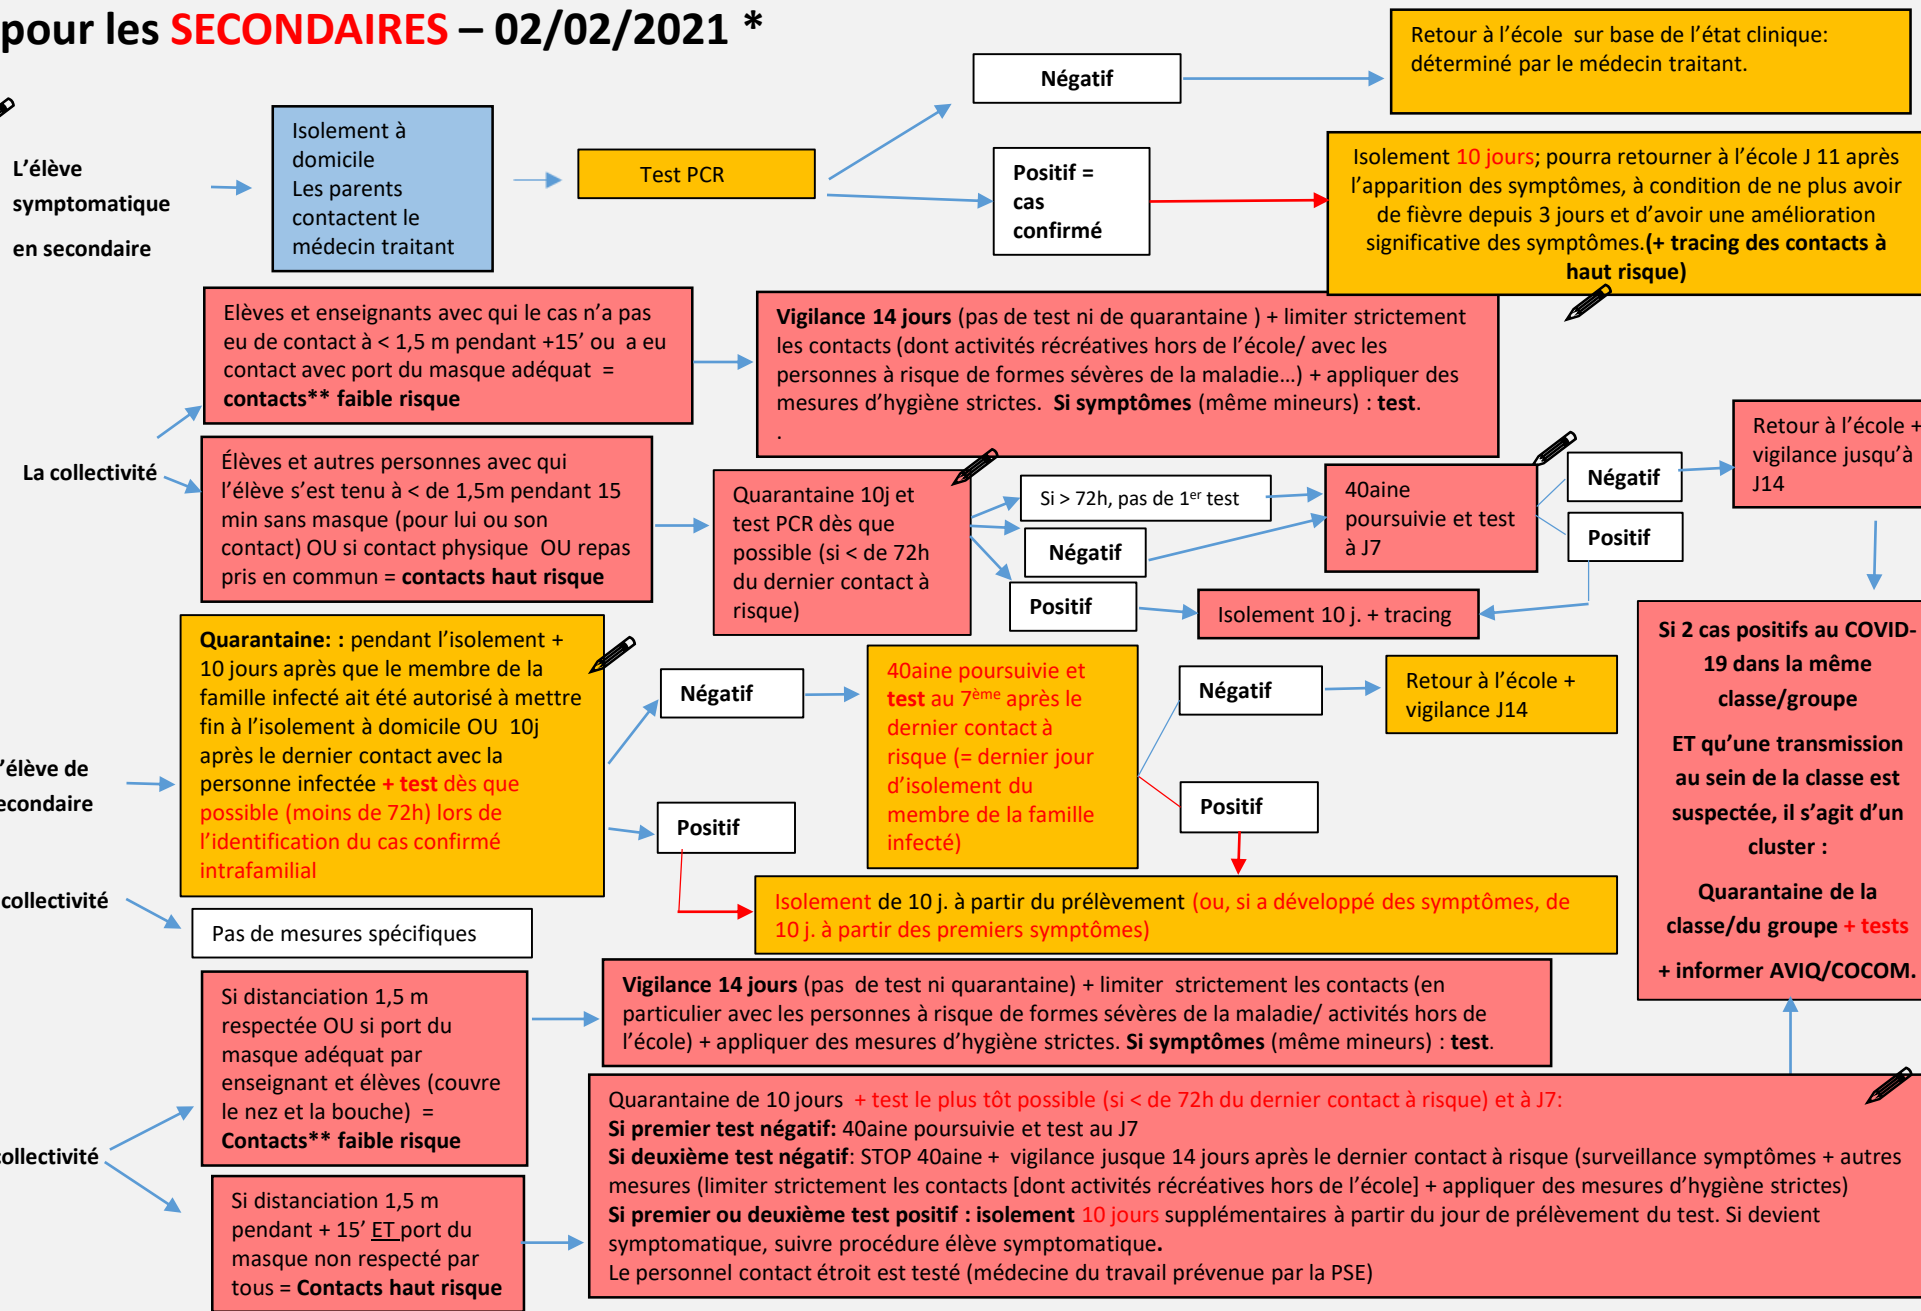 pour les SECONDAIRES – 02/02/2021 *
Négatif
Retour à l'école sur base de l'état clinique:
déterminé par le médecin traitant.
L'élève
symptomatique
en secondaire
Isolement à
domicile
Les parents
contactent le
médecin traitant
Test PCR
Positif =
cas
confirmé
Isolement 10 jours; pourra retourner à l'école J 11 après
l'apparition des symptômes, à condition de ne plus avoir
de fièvre depuis 3 jours et d'avoir une amélioration
significative des symptômes.(+ tracing des contacts à
haut risque)
Elèves et enseignants avec qui le cas n'a pas
eu de contact à < 1,5 m pendant +15' ou a eu
contact avec port du masque adéquat =
contacts** faible risque
Vigilance 14 jours (pas de test ni de quarantaine ) + limiter strictement
les contacts (dont activités récréatives hors de l'école/ avec les
personnes à risque de formes sévères de la maladie…) + appliquer des
mesures d'hygiène strictes. Si symptômes (même mineurs) : test.
.
La collectivité
Élèves et autres personnes avec qui
l'élève s'est tenu à < de 1,5m pendant 15
min sans masque (pour lui ou son
contact) OU si contact physique OU repas
pris en commun = contacts haut risque
Quarantaine 10j et
test PCR dès que
possible (si < de 72h
du dernier contact à
risque)
Si > 72h, pas de 1er test
Négatif
Positif
40aine
poursuivie et test
à J7
Négatif
Positif
Retour à l'école +
vigilance jusqu'à
J14
Isolement 10 j. + tracing
'élève de
econdaire
Quarantaine: : pendant l'isolement +
10 jours après que le membre de la
famille infecté ait été autorisé à mettre
fin à l'isolement à domicile OU 10j
après le dernier contact avec la
personne infectée + test dès que
possible (moins de 72h) lors de
l'identification du cas confirmé
intrafamilial
Négatif
Positif
40aine poursuivie et
test au 7ème après le
dernier contact à
risque (= dernier jour
d'isolement du
membre de la famille
infecté)
Négatif
Positif
Retour à l'école +
vigilance J14
Isolement de 10 j. à partir du prélèvement (ou, si a développé des symptômes, de
10 j. à partir des premiers symptômes)
Si 2 cas positifs au COVID-
19 dans la même
classe/groupe
ET qu'une transmission
au sein de la classe est
suspectée, il s'agit d'un
cluster :
Quarantaine de la
classe/du groupe + tests
+ informer AVIQ/COCOM.
collectivité
Pas de mesures spécifiques
collectivité
Si distanciation 1,5 m
respectée OU si port du
masque adéquat par
enseignant et élèves (couvre
le nez et la bouche) =
Contacts** faible risque
Vigilance 14 jours (pas de test ni quarantaine) + limiter strictement les contacts (en
particulier avec les personnes à risque de formes sévères de la maladie/ activités hors de
l'école) + appliquer des mesures d'hygiène strictes. Si symptômes (même mineurs) : test.
Si distanciation 1,5 m
pendant + 15' ET port du
masque non respecté par
tous = Contacts haut risque
Quarantaine de 10 jours + test le plus tôt possible (si < de 72h du dernier contact à risque) et à J7:
Si premier test négatif: 40aine poursuivie et test au J7
Si deuxième test négatif: STOP 40aine + vigilance jusque 14 jours après le dernier contact à risque (surveillance symptômes + autres
mesures (limiter strictement les contacts [dont activités récréatives hors de l'école] + appliquer des mesures d'hygiène strictes)
Si premier ou deuxième test positif : isolement 10 jours supplémentaires à partir du jour de prélèvement du test. Si devient
symptomatique, suivre procédure élève symptomatique.
Le personnel contact étroit est testé (médecine du travail prévenue par la PSE)